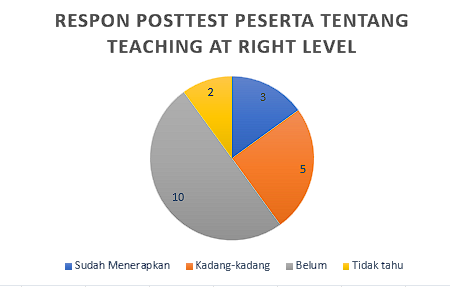 RESPON POSTTEST PESERTA TENTANG
TEACHING AT RIGHT LEVEL
2
3
5
10
Sudah Menerapkan Kadang-kadang Belum Tidak tahu